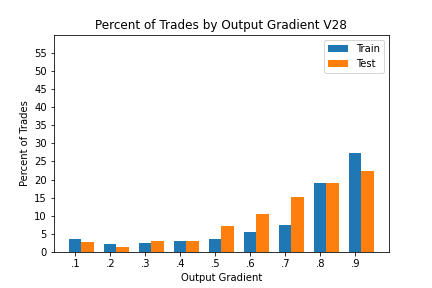 Percent of Trades by Output Gradient V28
Train
Test
Percent of Trades
55
50
45
40
35
30
25
20
15
10
5
0
.1 .2 .3 .4 .5 .6 .7 .8 .9
Output Gradient